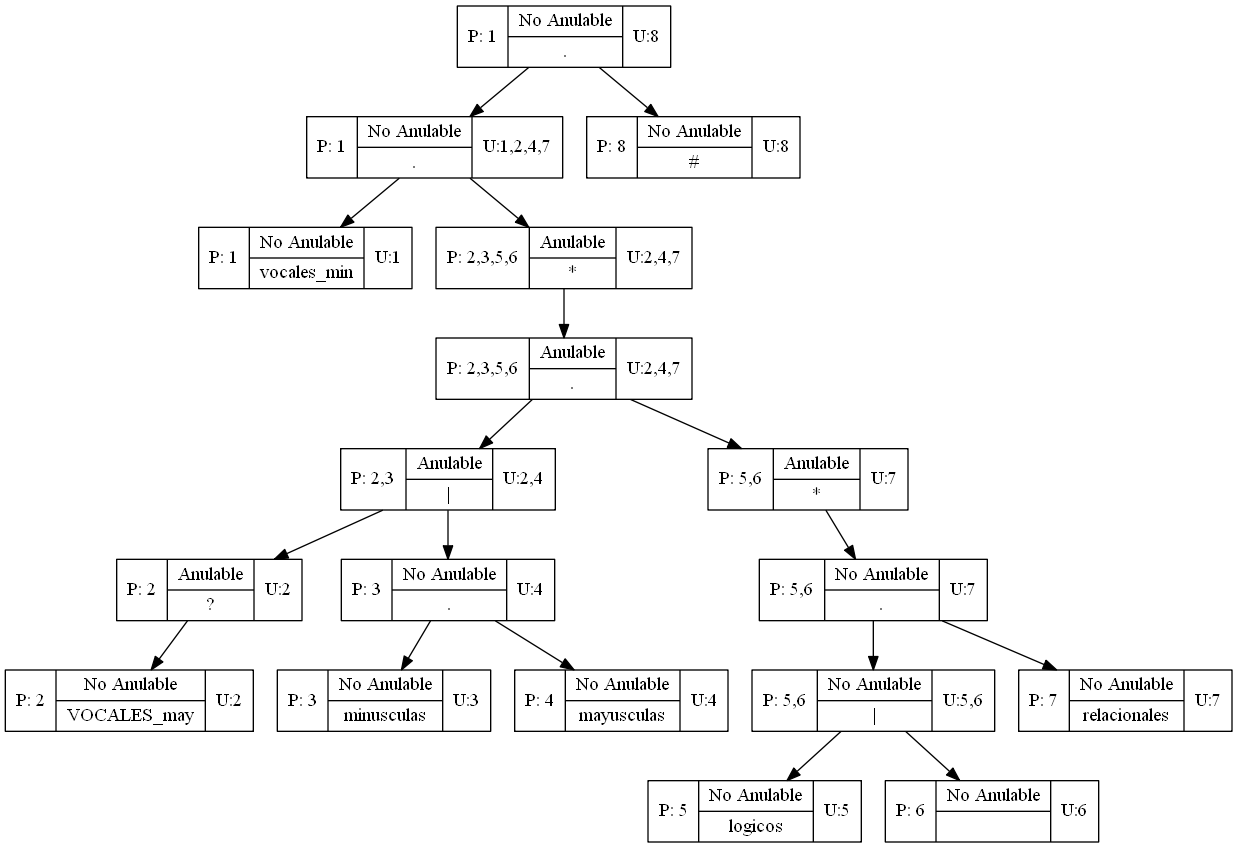 P: 1
No Anulable
.
U:8
P: 1
No Anulable
.
U:1,2,4,7
P: 8
No Anulable
#
U:8
P: 1
No Anulable
vocales_min
U:1
P: 2,3,5,6
Anulable
*
U:2,4,7
P: 2,3,5,6
Anulable
.
U:2,4,7
P: 2,3
Anulable
|
U:2,4
P: 5,6
Anulable
*
U:7
P: 2
Anulable
?
U:2
P: 3
No Anulable
.
U:4
P: 5,6
No Anulable
.
U:7
P: 2
No Anulable
VOCALES_may
U:2
P: 3
No Anulable
minusculas
U:3
P: 4
No Anulable
mayusculas
U:4
P: 5,6
No Anulable
|
U:5,6
P: 7
No Anulable
relacionales
U:7
P: 5
No Anulable
logicos
U:5
P: 6
No Anulable
U:6